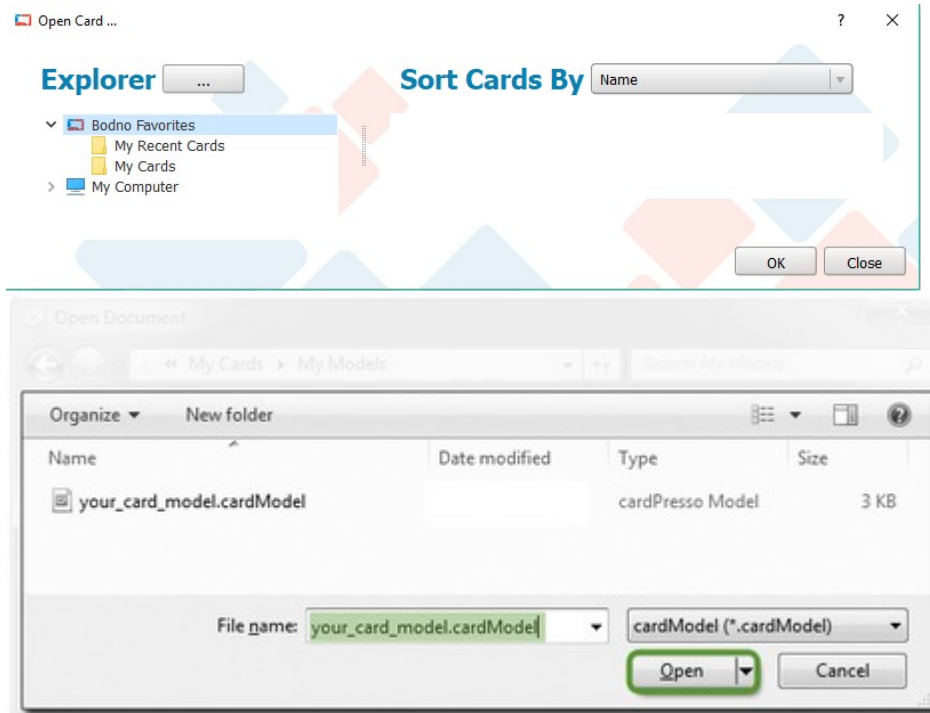 Open Card ...
Explorer ... Sort Cards By Name
Bodno Favorites
My Recent Cards
My Cards
My Computer
OK Close
Open Document
« My Cards ▸ My Models Search My Models
Organize New folder
Name Date modified Type Size
your_card_model.cardModel cardPresso Model 3 KB
File name: your_card_model.cardModel cardModel (*.cardModel)
Open Cancel